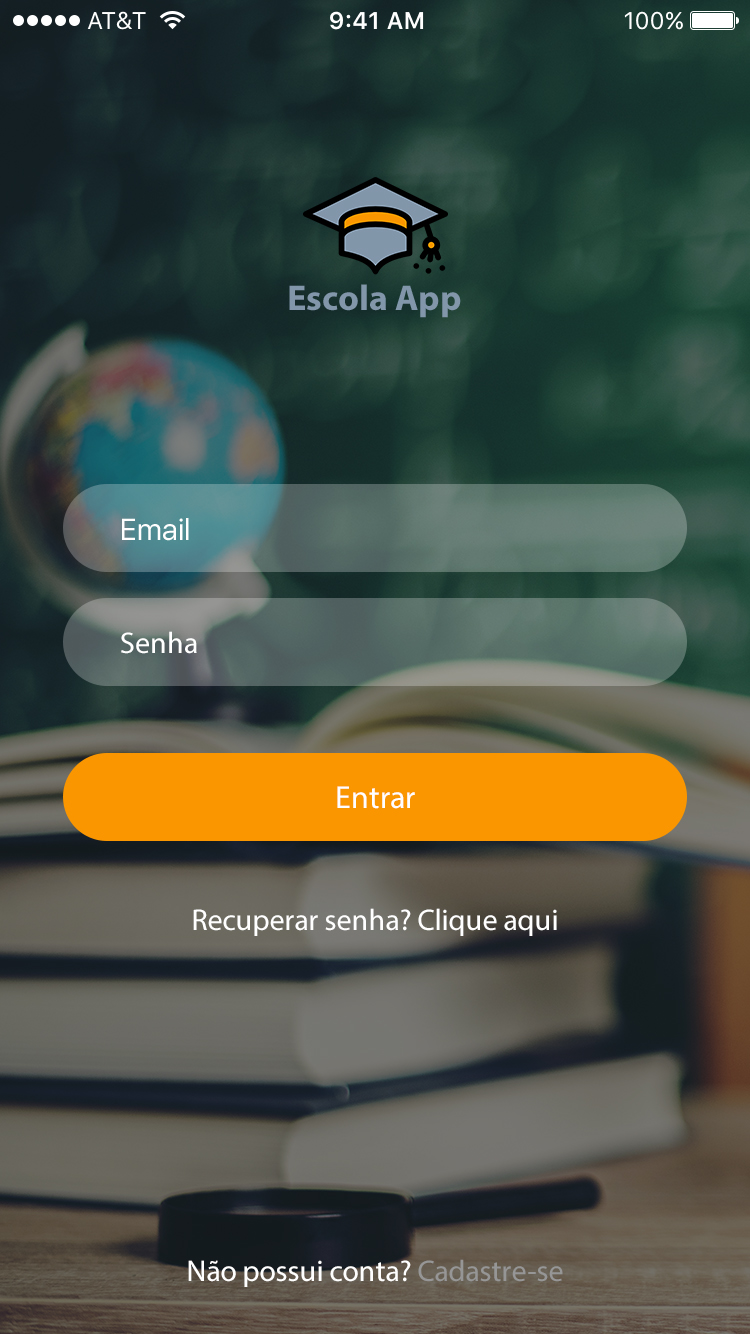 AT&T 9:41 AM 100%
Escola App
Email
Senha
Entrar
Recuperar senha? Clique aqui
Não possui conta? Cadastre-se